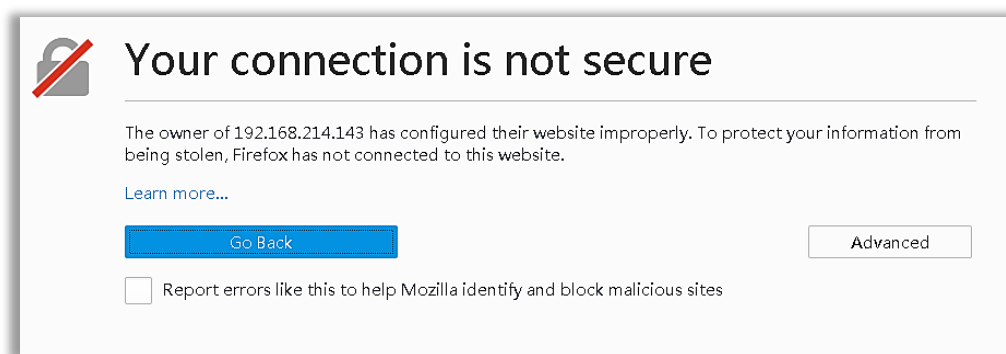 Your connection is not secure
The owner of 192.168.214.143 has configured their website improperly. To protect your information from
being stolen, Firefox has not connected to this website.
Learn more...
Go Back
Advanced
Report errors like this to help Mozilla identify and block malicious sites